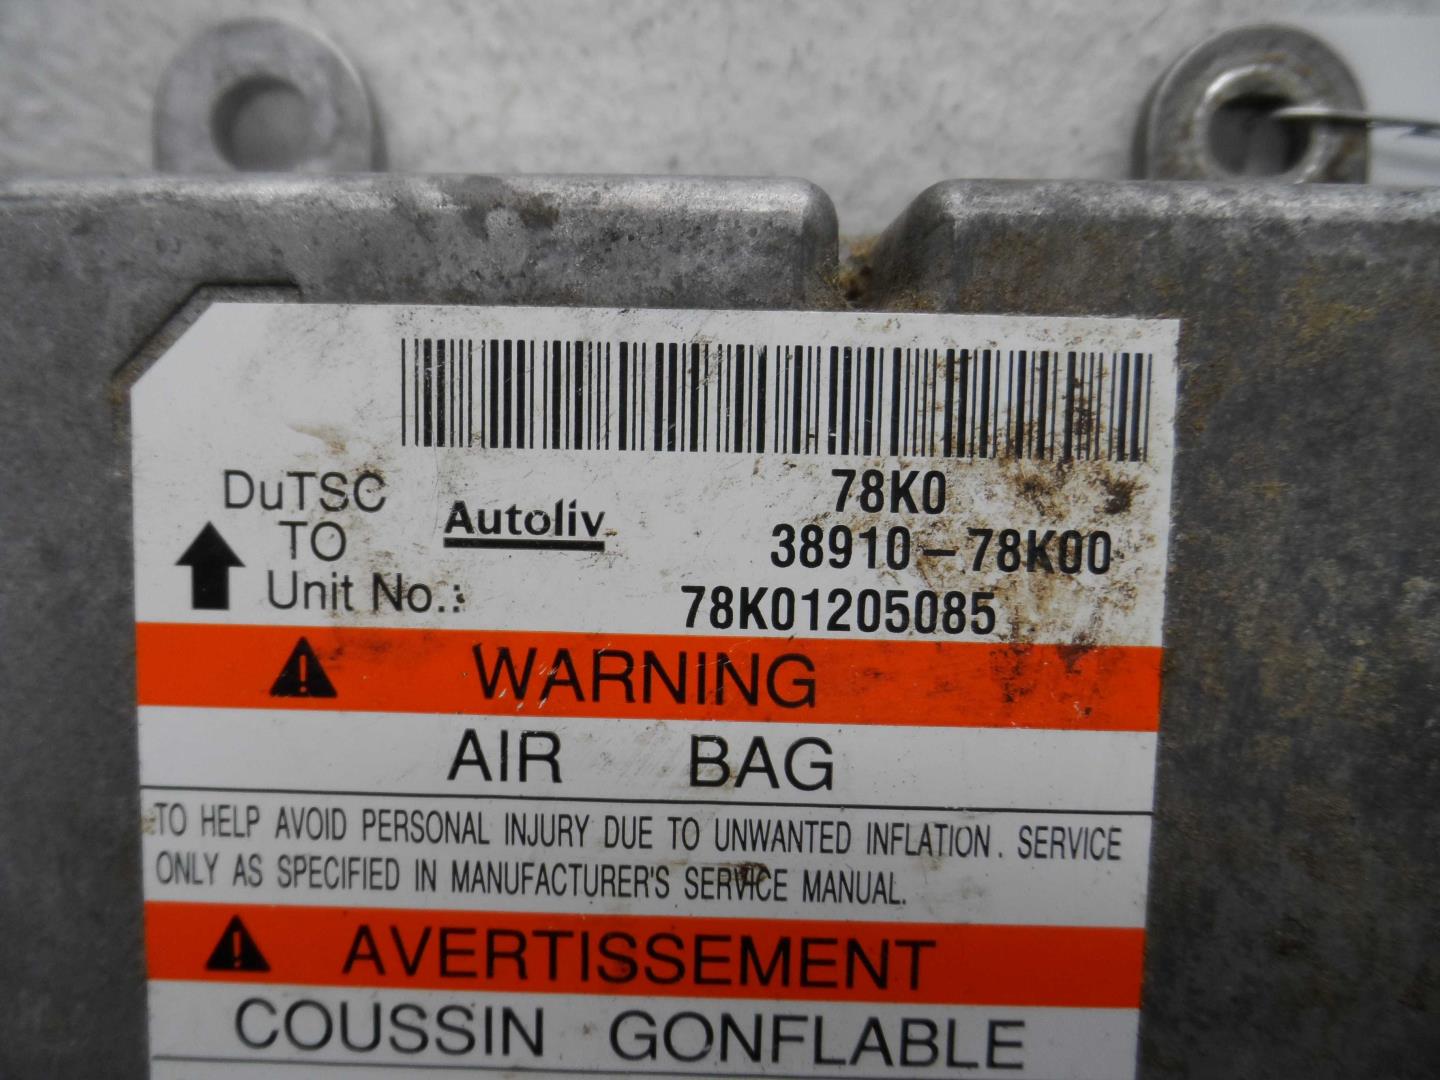 78K0
DuTSC
TO
Autoliv
38910-78K00
Unit No.:
78K01205085
WARNING
AIR BAG
TO HELP AVOID PERSONAL INJURY DUE TO UNWANTED INFLATION. SERVICE
ONLY AS SPECIFIED IN MANUFACTURER'S SERVICE MANUAL.
AVERTISSEMENT
COUSSIN GONFLABLE